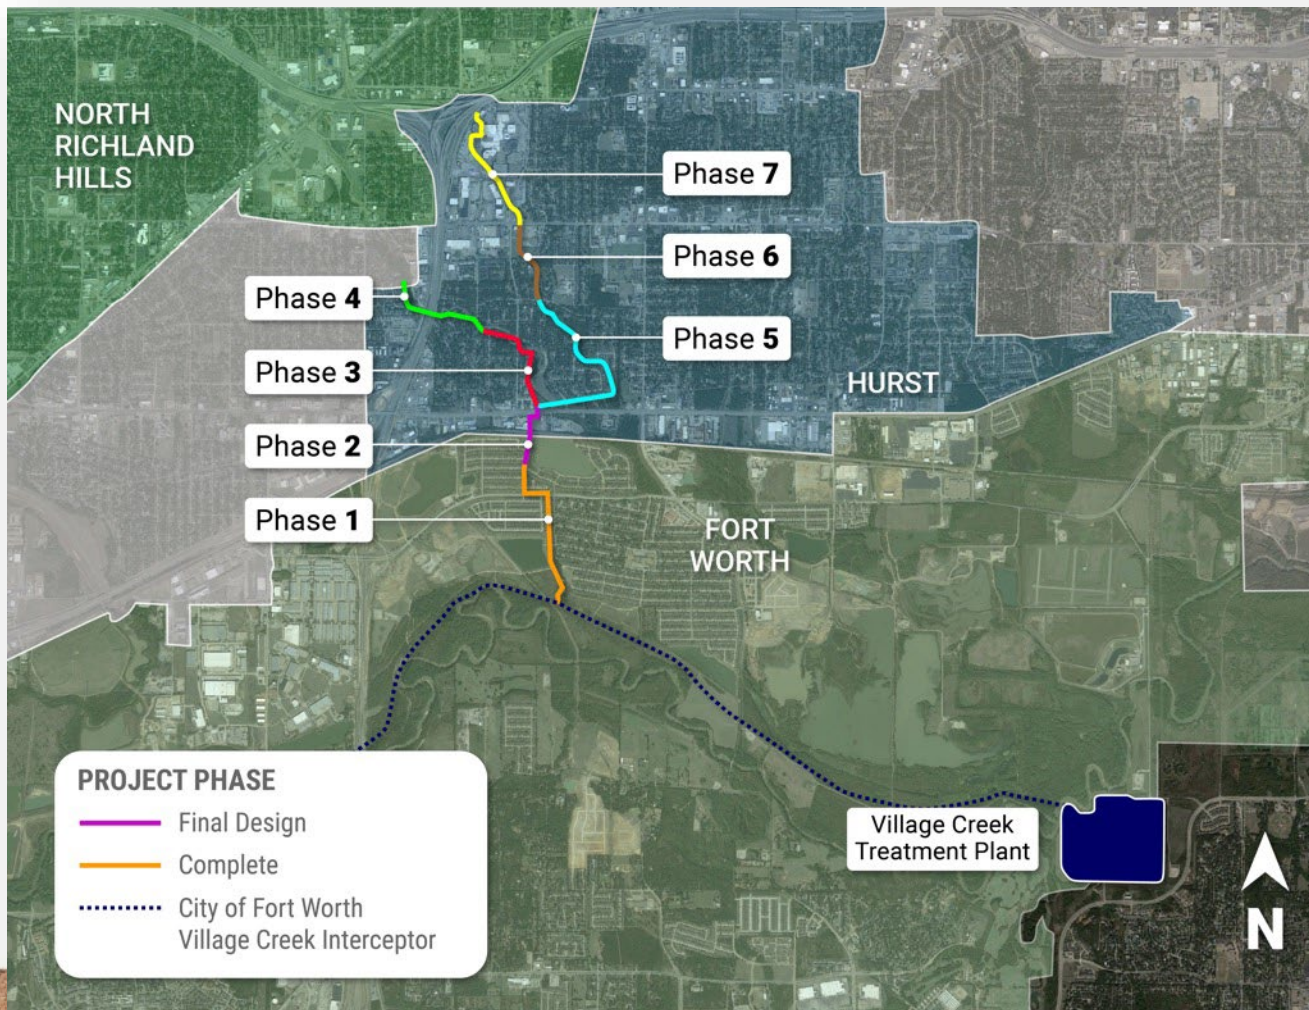 NORTH
RICHLAND
HILLS
Phase 7
Phase 6
Phase 4
Phase 5
Phase 3
HURST
Phase 2
Phase 1
FORT
WORTH
PROJECT PHASE
Final Design
Complete
City of Fort Worth
Village Creek Interceptor
Village Creek
Treatment Plant
N